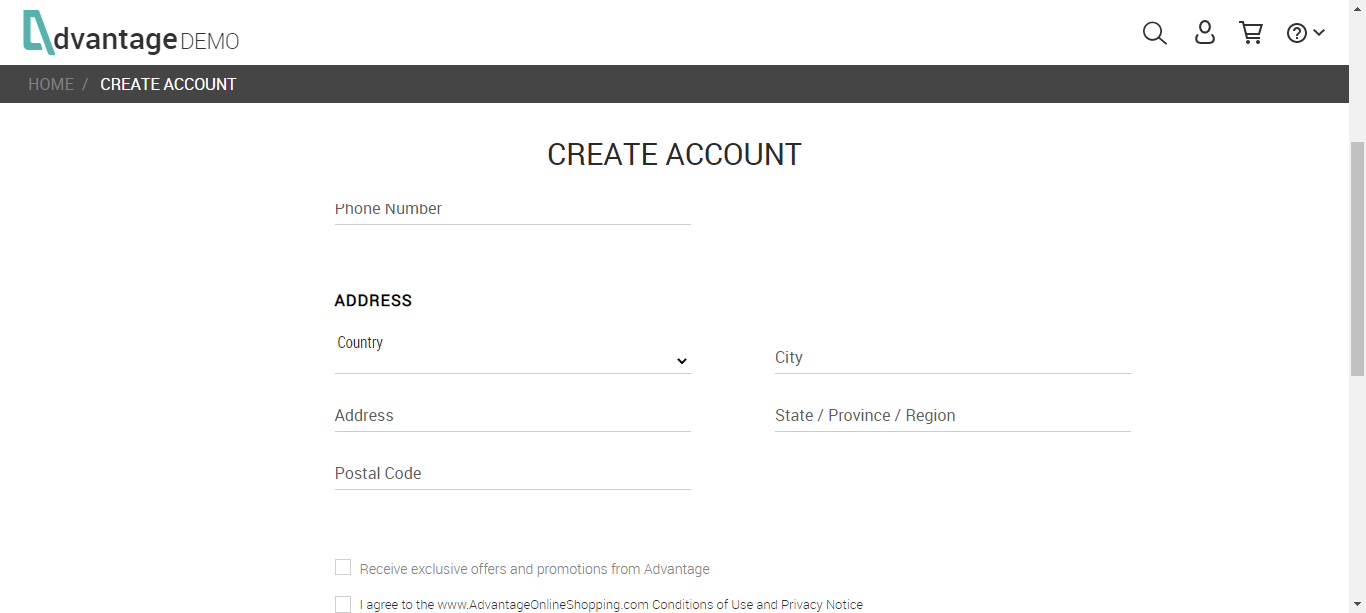 dvantage DEMO
HOME / CREATE ACCOUNT
CREATE ACCOUNT
Phone Number
ADDRESS
Country
City
Address
State / Province / Region
Postal Code
Receive exclusive offers and promotions from Advantage
I agree to the www.AdvantageOnlineShopping.com Conditions of Use and Privacy Notice